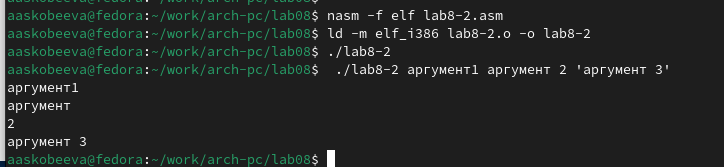 aaskobeeva@fedora:~/work/arch-pc/lab08$ nasm -f elf lab8-2.asm
aaskobeeva@fedora:~/work/arch-pc/lab08$ ld -m elf_i386 lab8-2.o -o lab8-2
aaskobeeva@fedora:~/work/arch-pc/lab08$ ./lab8-2
aaskobeeva@fedora:~/work/arch-pc/lab08$  ./lab8-2 аргумент1 аргумент 2 'аргумент 3'
аргумент1
аргумент
2
аргумент 3
aaskobeeva@fedora:~/work/arch-pc/lab08$